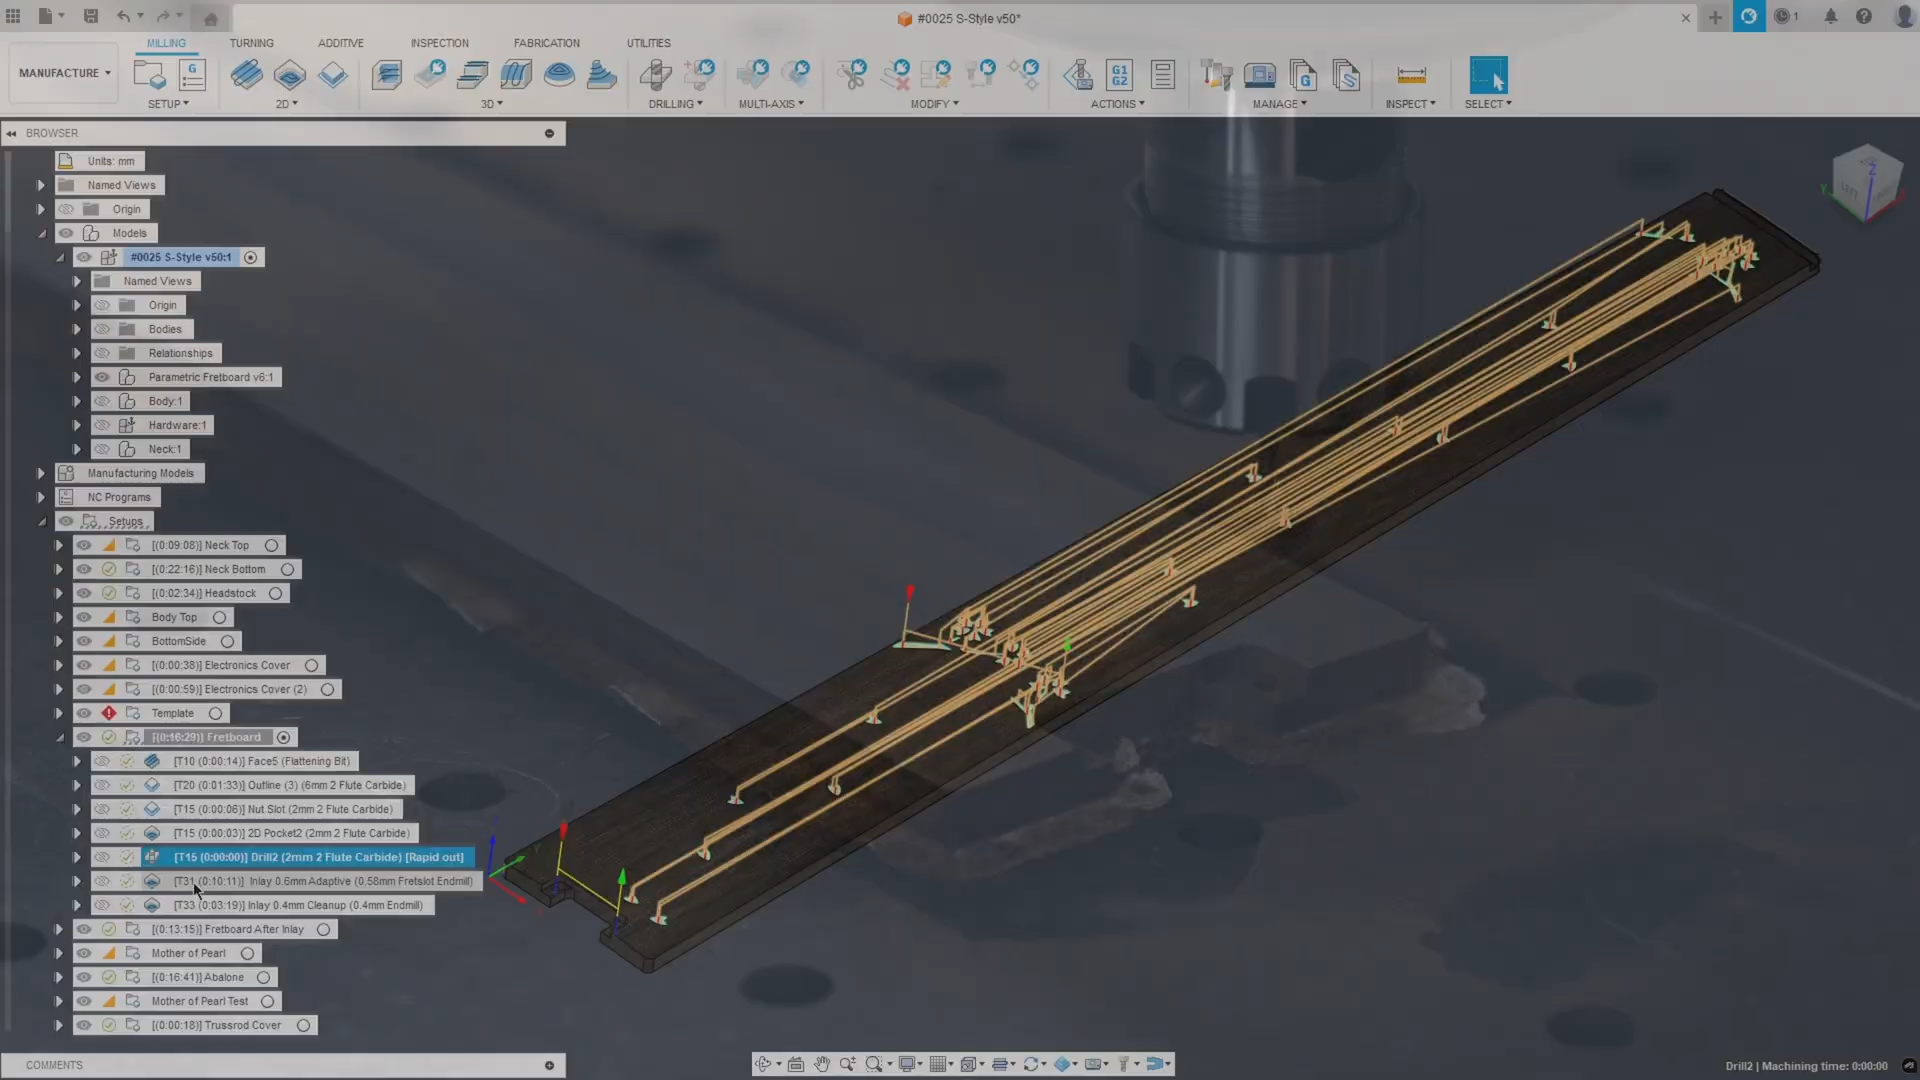 #0025 S-Style v50*
1
MILLING TURNING ADDITIVE INSPECTION FABRICATION UTILITIES
MANUFACTURE
G
G1
G2
G
SETUP 2D 3D DRILLING MULTI-AXIS MODIFY ACTIONS MANAGE INSPECT SELECT
BROWSER
Units: mm
Named Views
Origin
Models
#0025 S-Style v50:1
Named Views
Origin
Bodies
Relationships
Parametric Fretboard v6:1
Body:1
Hardware:1
Neck:1
Manufacturing Models
NC Programs
Setups
[(0:09:08)] Neck Top
[(0:22:16)] Neck Bottom
[(0:02:34)] Headstock
Body Top
BottomSide
[(0:00:38)] Electronics Cover
[(0:00:59)] Electronics Cover (2)
Template
[(0:16:29)] Fretboard
[T10 (0:00:14)] Face5 (Flattening Bit)
[T20 (0:01:33)] Outline (3) (6mm 2 Flute Carbide)
[T15 (0:00:06)] Nut Slot (2mm 2 Flute Carbide)
[T15 (0:00:03)] 2D Pocket2 (2mm 2 Flute Carbide)
[T15 (0:00:00)] Drill2 (2mm 2 Flute Carbide) [Rapid out]
[T31 (0:10:11)] Inlay 0.6mm Adaptive (0.58mm Fretslot Endmill)
[T33 (0:03:19)] Inlay 0.4mm Cleanup (0.4mm Endmill)
[(0:13:15)] Fretboard After Inlay
Mother of Pearl
[(0:16:41)] Abalone
Mother of Pearl Test
[(0:00:18)] Trussrod Cover
Z
Y
LEFT
COMMENTS
Drill2 | Machining time: 0:00:00